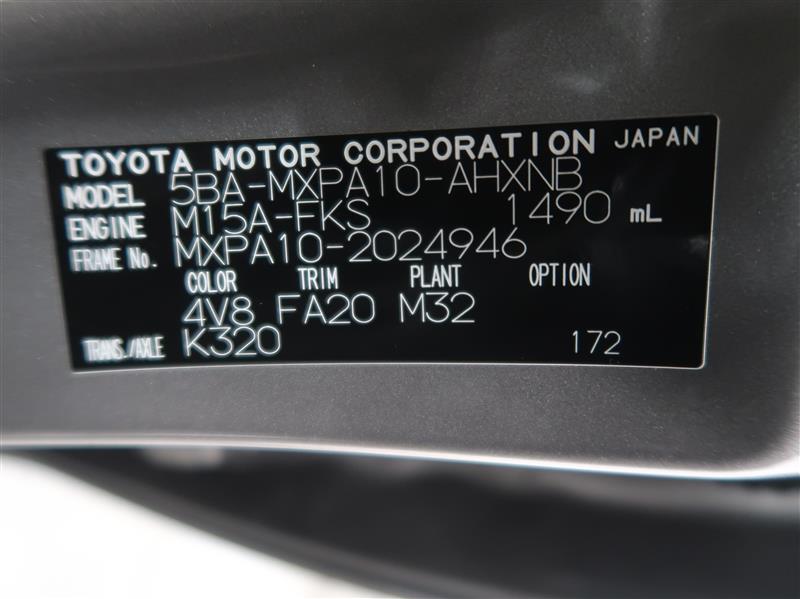 TOYOTA MOTOR CORPORATION JAPAN
MODEL 5BA-MXPA10-AHXNB
ENGINE M15A-FKS 1490 mL
FRAME No. MXPA10-2024946
COLOR TRIM PLANT OPTION
4V8 FA20 M32
TRANS./AXLE K320 172